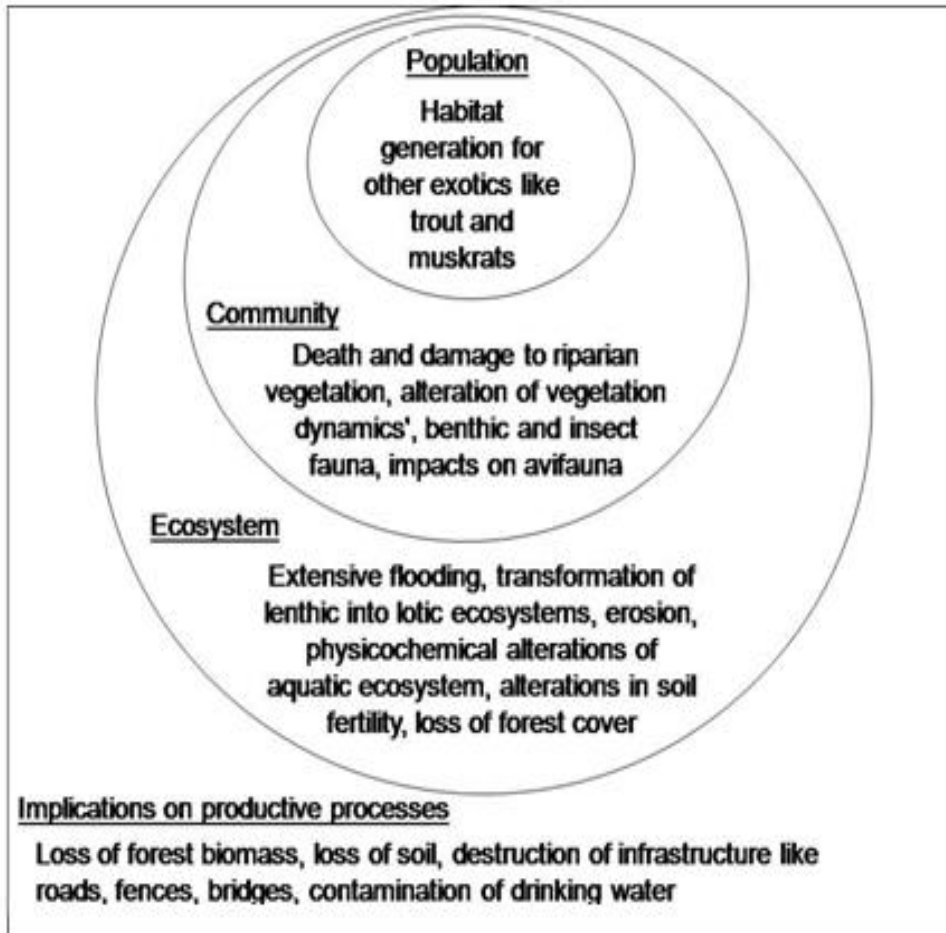 Population
Habitat
generation for
other exotics like
trout and
muskrats
Community
Death and damage to riparian
vegetation, alteration of vegetation
dynamics', benthic and insect
fauna, impacts on avifauna
Ecosystem
Extensive flooding, transformation of
lenthic into lotic ecosystems, erosion,
physicochemical alterations of
aquatic ecosystem, alterations in soil
fertility, loss of forest cover
Implications on productive processes
Loss of forest biomass, loss of soil, destruction of infrastructure like
roads, fences, bridges, contamination of drinking water